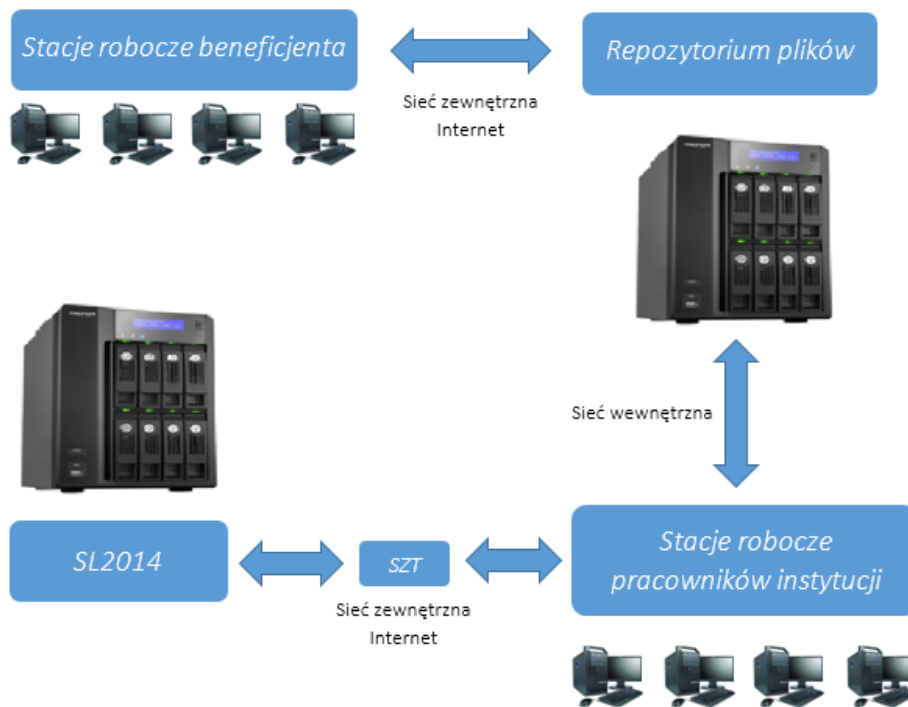 Stacje robocze beneficjenta
Repozytorium plików
Sieć zewnętrzna
Internet
Sieć wewnętrzna
SL2014
SZT
Sieć zewnętrzna
Internet
Stacje robocze
pracowników instytucji